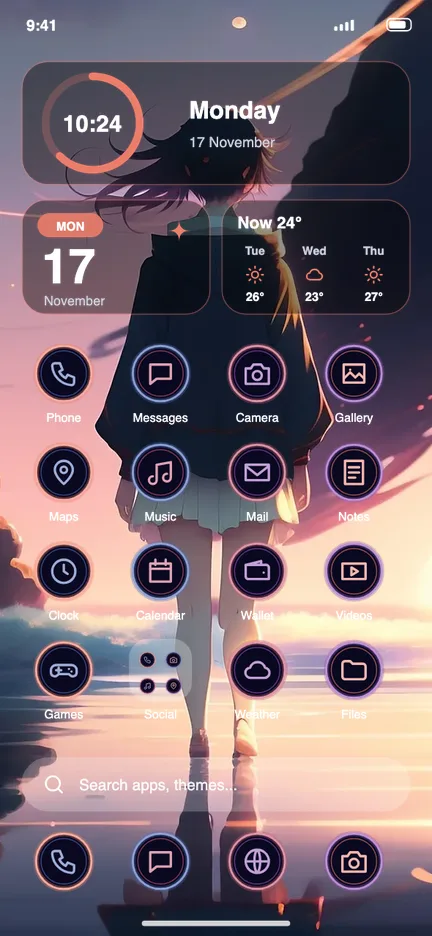 9:41
10:24
Monday
17 November
MON
17
November
Now 24°
Tue Wed Thu
26° 23° 27°
Phone Messages Camera Gallery
Maps Music Mail Notes
Clock Calendar Wallet Videos
Games Social Weather Files
Search apps, themes...